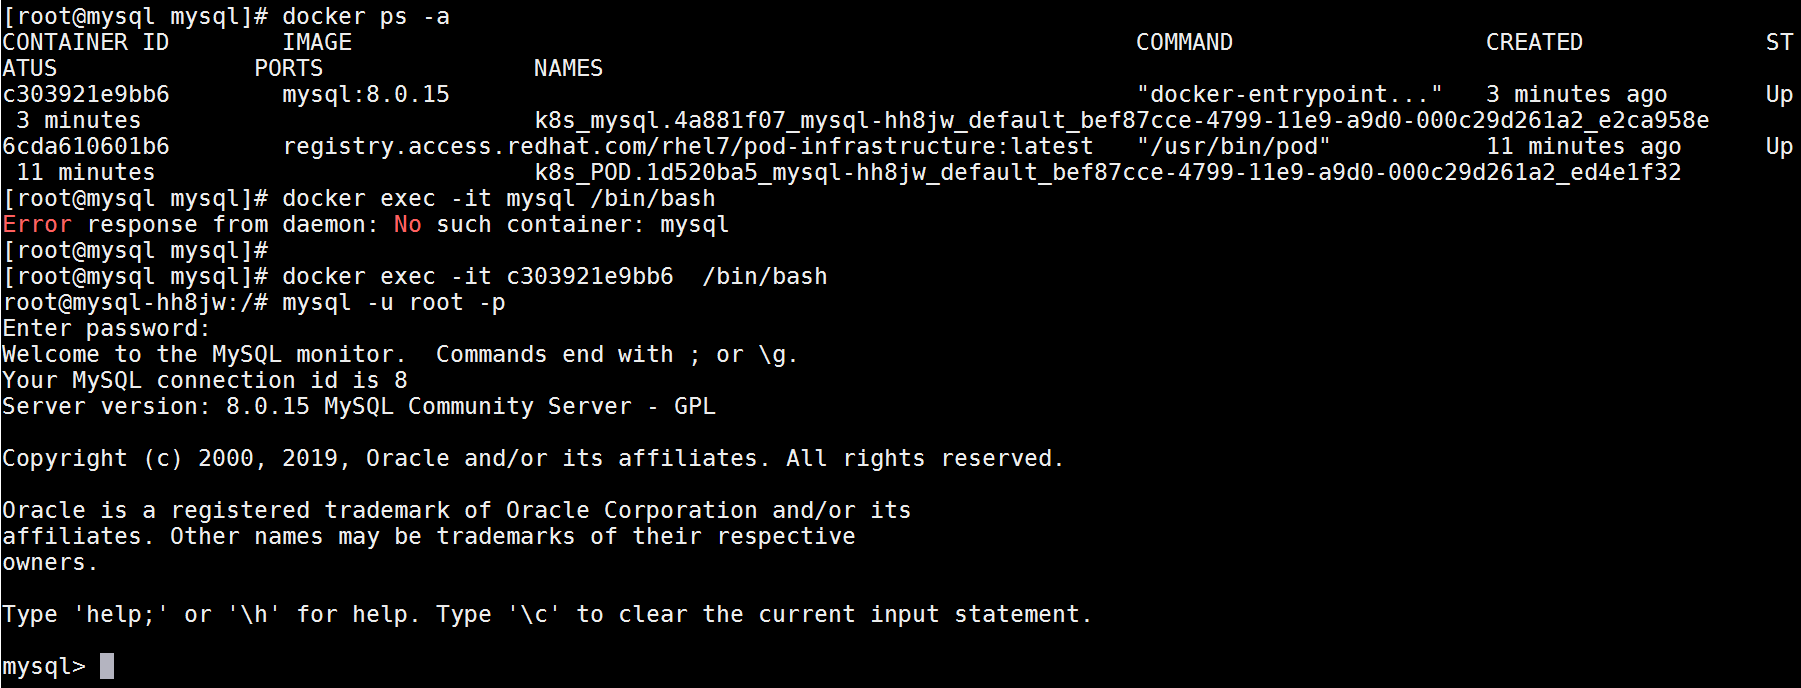 [root@mysql mysql]# docker ps -a
CONTAINER ID        IMAGE                                                        COMMAND                  CREATED             ST
ATUS              PORTS               NAMES
c303921e9bb6        mysql:8.0.15                                                 "docker-entrypoint..."   3 minutes ago       Up
 3 minutes                            k8s_mysql.4a881f07_mysql-hh8jw_default_bef87cce-4799-11e9-a9d0-000c29d261a2_e2ca958e
6cda610601b6        registry.access.redhat.com/rhel7/pod-infrastructure:latest   "/usr/bin/pod"           11 minutes ago      Up
 11 minutes                           k8s_POD.1d520ba5_mysql-hh8jw_default_bef87cce-4799-11e9-a9d0-000c29d261a2_ed4e1f32
[root@mysql mysql]# docker exec -it mysql /bin/bash
Error response from daemon: No such container: mysql
[root@mysql mysql]#
[root@mysql mysql]# docker exec -it c303921e9bb6  /bin/bash
root@mysql-hh8jw:/# mysql -u root -p
Enter password:
Welcome to the MySQL monitor.  Commands end with ; or \g.
Your MySQL connection id is 8
Server version: 8.0.15 MySQL Community Server - GPL

Copyright (c) 2000, 2019, Oracle and/or its affiliates. All rights reserved.

Oracle is a registered trademark of Oracle Corporation and/or its
affiliates. Other names may be trademarks of their respective
owners.

Type 'help;' or '\h' for help. Type '\c' to clear the current input statement.

mysql>